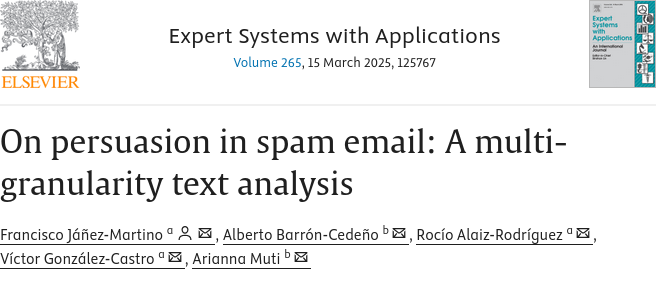 Expert Systems with Applications
Volume 265, 15 March 2025, 125767
ELSEVIER
Expert
Systems
with
Applications
An International
Journal
On persuasion in spam email: A multi-
granularity text analysis
Francisco Jáñez-Martino a, Alberto Barrón-Cedeño b, Rocío Alaiz-Rodríguez a,
Víctor González-Castro a, Arianna Muti b